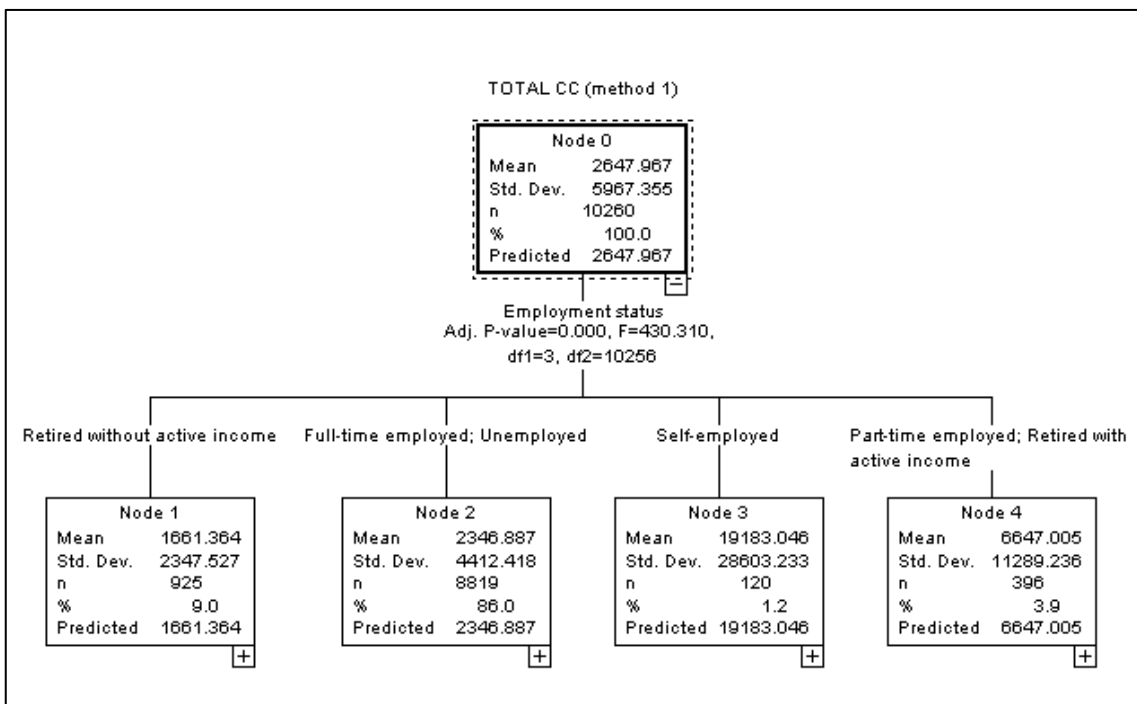 TOTAL CC (method 1)
Node 0
Mean 2647.967
Std. Dev. 5967.355
n 10260
% 100.0
Predicted 2647.967
Employment status
Adj. P-value=0.000, F=430.310,
df1=3, df2=10256
Retired without active income
Full-time employed; Unemployed
Self-employed
Part-time employed; Retired with
active income
Node 1
Mean 1661.364
Std. Dev. 2347.527
n 925
% 9.0
Predicted 1661.364
Node 2
Mean 2346.887
Std. Dev. 4412.418
n 8819
% 86.0
Predicted 2346.887
Node 3
Mean 19183.046
Std. Dev. 28603.233
n 120
% 1.2
Predicted 19183.046
Node 4
Mean 6647.005
Std. Dev. 11289.236
n 396
% 3.9
Predicted 6647.005